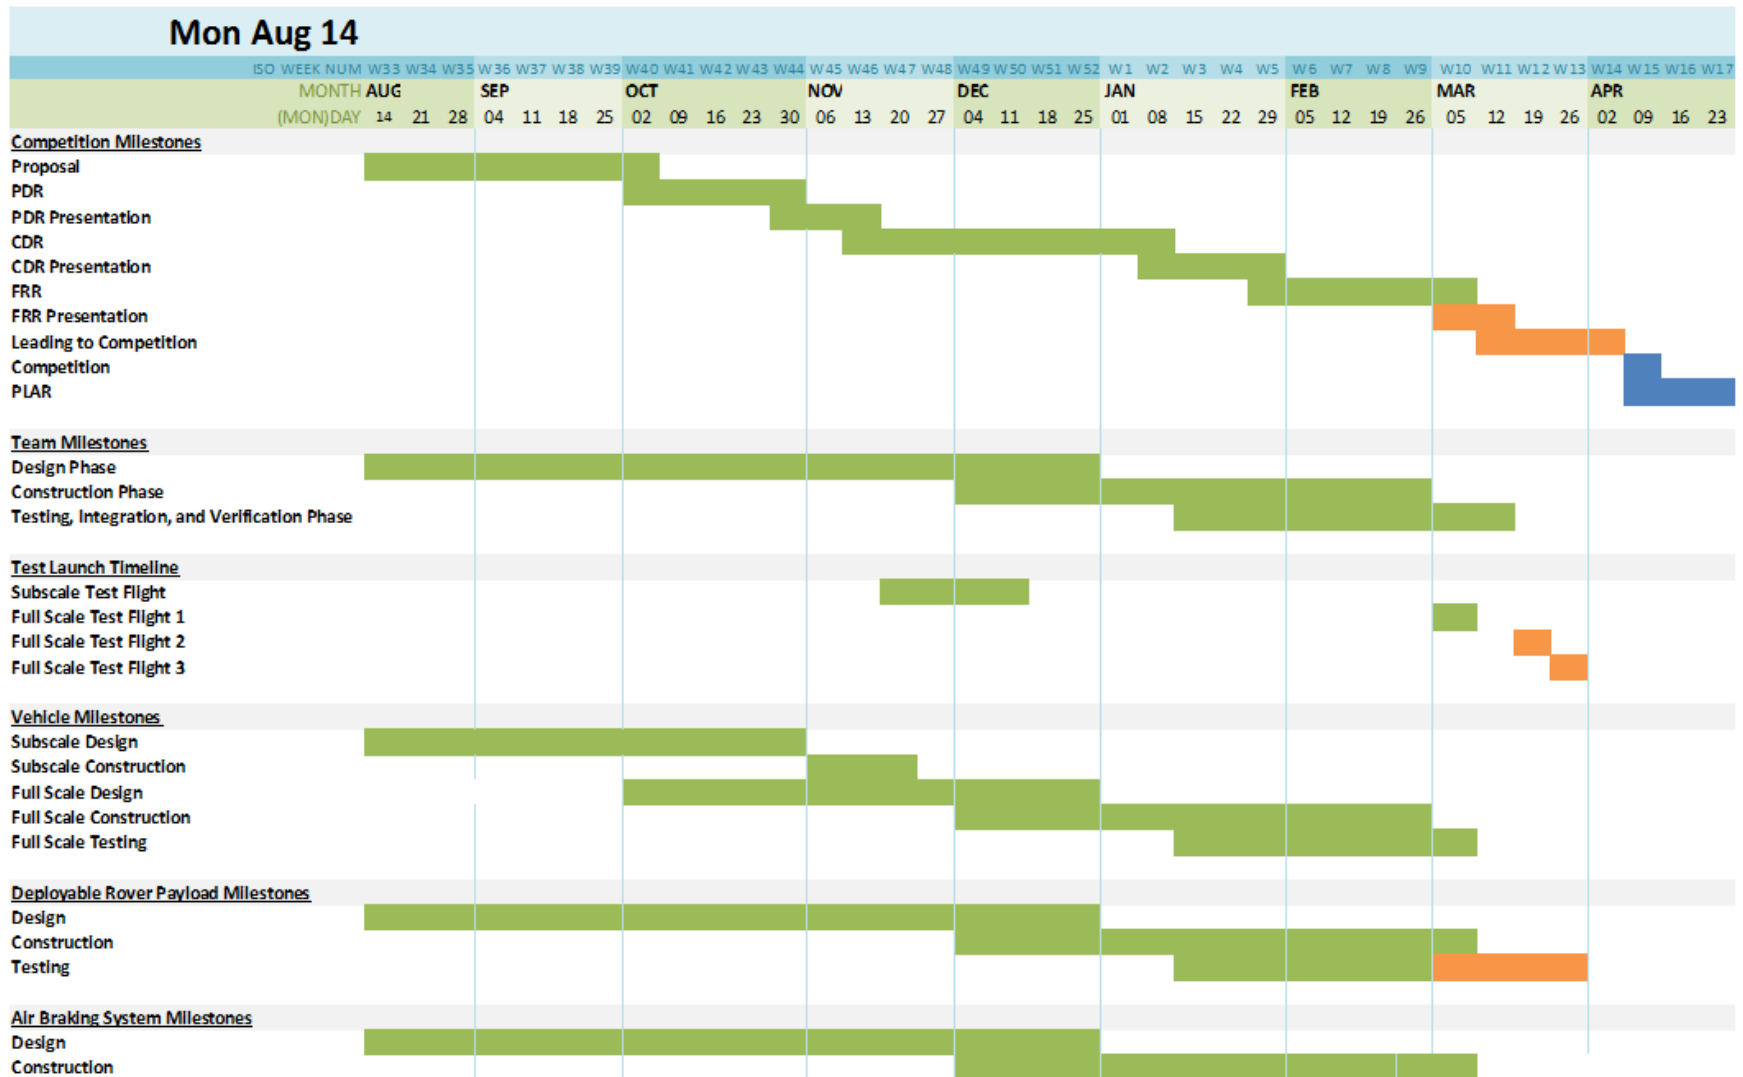 Mon Aug 14
ISO WEEK NUM W33 W34 W35 W36 W37 W38 W39 W40 W41 W42 W43 W44 W45 W46 W47 W48 W49 W50 W51 W52 W1 W2 W3 W4 W5 W6 W7 W8 W9 W10 W11 W12 W13 W14 W15 W16 W17
MONTH AUG SEP OCT NOV DEC JAN FEB MAR APR
(MON)DAY 14 21 28 04 11 18 25 02 09 16 23 30 06 13 20 27 04 11 18 25 01 08 15 22 29 05 12 19 26 05 12 19 26 02 09 16 23
Competition Milestones
Proposal
PDR
PDR Presentation
CDR
CDR Presentation
FRR
FRR Presentation
Leading to Competition
Competition
PLAR
Team Milestones
Design Phase
Construction Phase
Testing, Integration, and Verification Phase
Test Launch Timeline
Subscale Test Flight
Full Scale Test Flight 1
Full Scale Test Flight 2
Full Scale Test Flight 3
Vehicle Milestones
Subscale Design
Subscale Construction
Full Scale Design
Full Scale Construction
Full Scale Testing
Deployable Rover Payload Milestones
Design
Construction
Testing
Air Braking System Milestones
Design
Construction